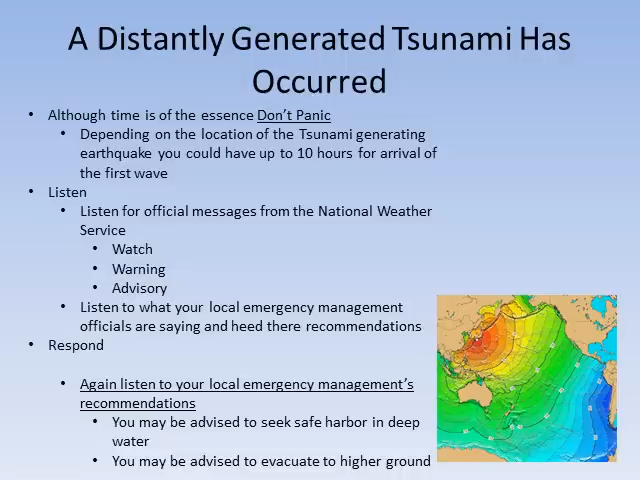 A Distantly Generated Tsunami Has
Occurred
• Although time is of the essence Don't Panic
• Depending on the location of the Tsunami generating
earthquake you could have up to 10 hours for arrival of
the first wave
• Listen
• Listen for official messages from the National Weather
Service
• Watch
• Warning
• Advisory
• Listen to what your local emergency management
officials are saying and heed there recommendations
• Respond
• Again listen to your local emergency management's
recommendations
• You may be advised to seek safe harbor in deep
water
• You may be advised to evacuate to higher ground